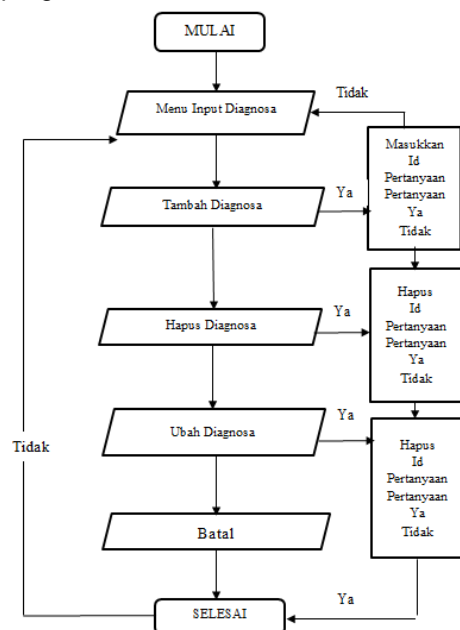 MULAI
Menu Input Diagnosa
Tidak
Masukkan
Id
Pertanyaan
Pertanyaan
Ya
Tidak
Tambah Diagnosa
Ya
Hapus Diagnosa
Ya
Hapus
Id
Pertanyaan
Pertanyaan
Ya
Tidak
Ubah Diagnosa
Ya
Hapus
Id
Pertanyaan
Pertanyaan
Ya
Tidak
Tidak
Batal
SELESAI
Ya